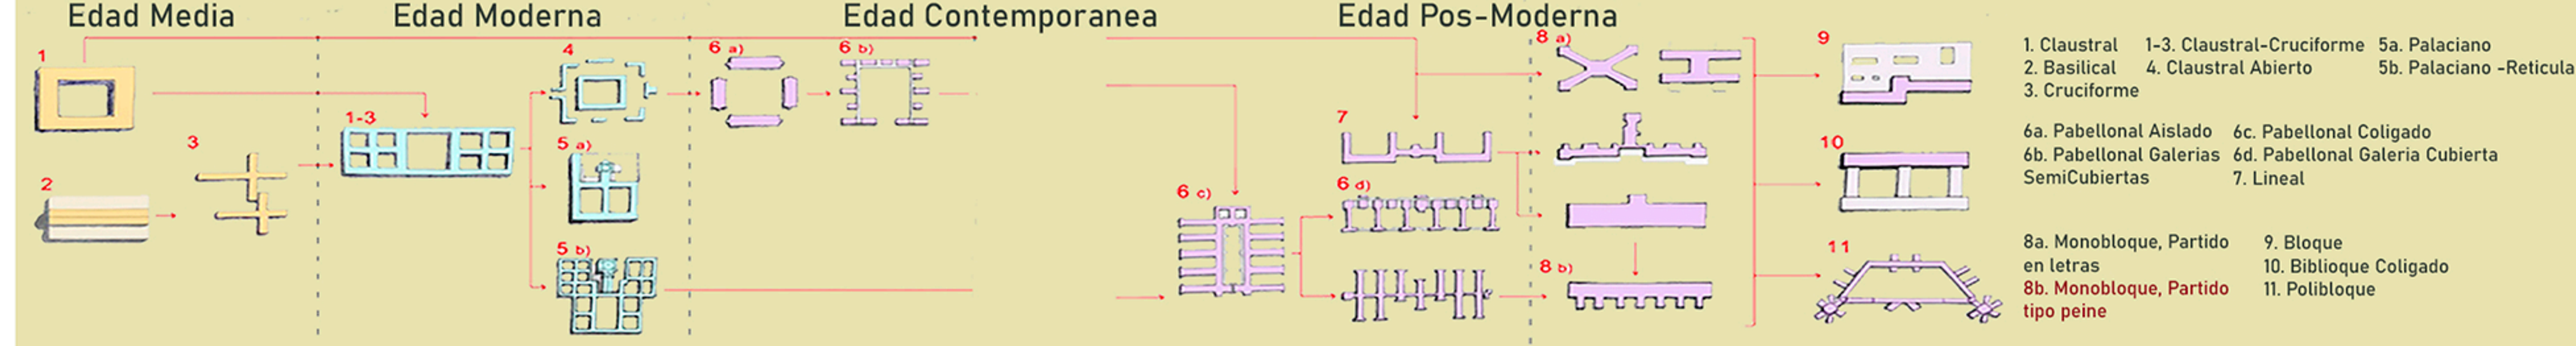 Edad Media
Edad Moderna
Edad Contemporanea
Edad Pos-Moderna
1
2
3
1-3
4
5 a)
5 b)
6 a)
6 b)
6 c)
7
6 d)
8 a)
8 b)
9
10
11
1. Claustral
2. Basilical
3. Cruciforme
1-3. Claustral-Cruciforme
4. Claustral Abierto
5a. Palaciano
5b. Palaciano -Reticula
6a. Pabellonal Aislado
6b. Pabellonal Galerias
SemiCubiertas
6c. Pabellonal Coligado
6d. Pabellonal Galeria Cubierta
7. Lineal
8a. Monobloque, Partido
en letras
8b. Monobloque, Partido
tipo peine
9. Bloque
10. Biblioque Coligado
11. Polibloque